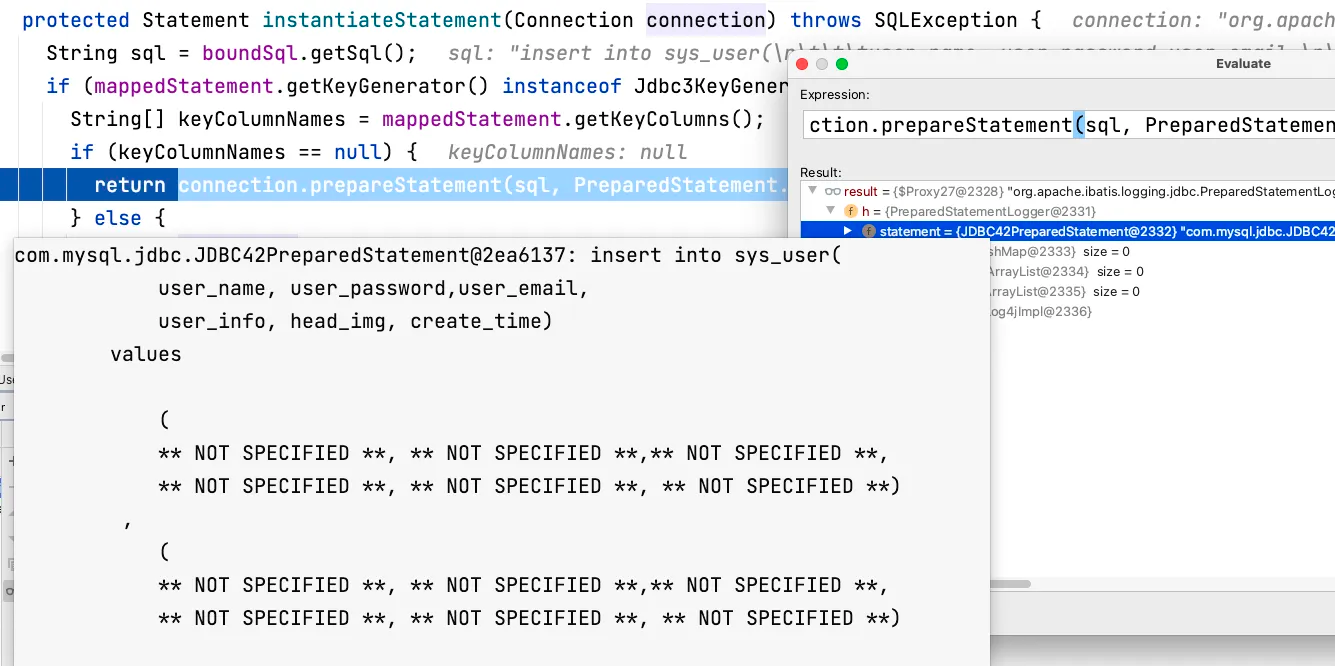 protected Statement instantiateStatement(Connection connection) throws SQLException {   connection: "org.apach
String sql = boundSql.getSql();   sql: "insert into sys_user(
if (mappedStatement.getKeyGenerator() instanceof Jdbc3KeyGener
String[] keyColumnNames = mappedStatement.getKeyColumns();
if (keyColumnNames == null) {   keyColumnNames: null
return connection.prepareStatement(sql, PreparedStatement.
} else {
Evaluate
Expression:
ction.prepareStatement(sql, PreparedStatemen
Result:
result = {$Proxy27@2328} "org.apache.ibatis.logging.jdbc.PreparedStatementLog
h = {PreparedStatementLogger@2331}
statement = {JDBC42PreparedStatement@2332} "com.mysql.jdbc.JDBC42
shMap@2333} size = 0
ArrayList@2334} size = 0
ArrayList@2335} size = 0
og4jImpl@2336}
com.mysql.jdbc.JDBC42PreparedStatement@2ea6137: insert into sys_user(
user_name, user_password,user_email,
user_info, head_img, create_time)
values
(
** NOT SPECIFIED **, ** NOT SPECIFIED **,** NOT SPECIFIED **,
** NOT SPECIFIED **, ** NOT SPECIFIED **, ** NOT SPECIFIED **)
,
(
** NOT SPECIFIED **, ** NOT SPECIFIED **,** NOT SPECIFIED **,
** NOT SPECIFIED **, ** NOT SPECIFIED **, ** NOT SPECIFIED **)